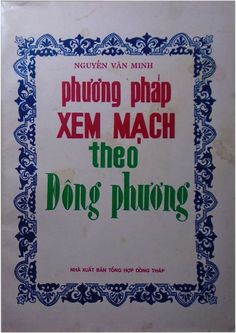 NGUYỄN VĂN MINH
phương pháp
XEM MẠCH
theo
Đông phương
NHÀ XUẤT BẢN TỔNG HỢP ĐỒNG THÁP